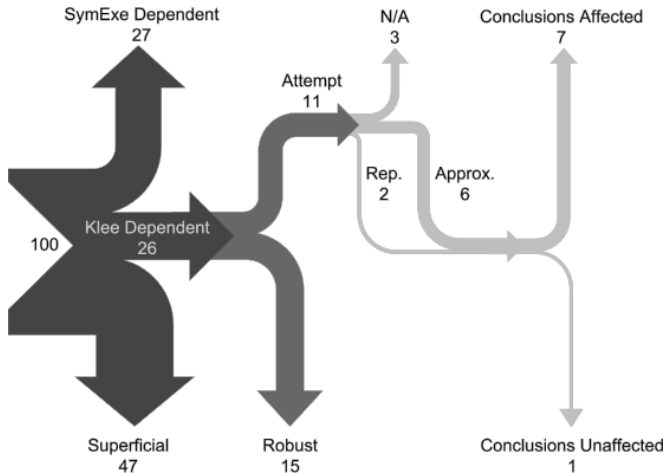 SymExe Dependent
27
N/A
3
Conclusions Affected
7
Attempt
11
Rep.
2
Approx.
6
100
Klee Dependent
26
Superficial
47
Robust
15
Conclusions Unaffected
1